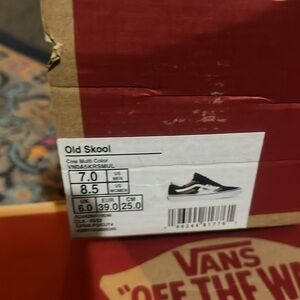 Old Skool
Cow Multi Color
VN0A5KRSMUL
7.0 US MEN
8.5 US WOMEN
UK EUR CM
6.0 39.0 25.0
VANS
"OFF THE W